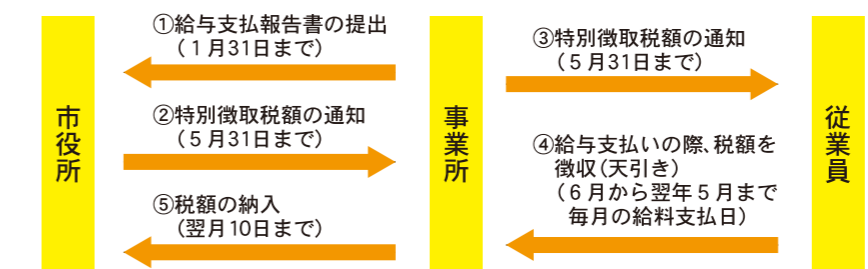 市役所
①給与支払報告書の提出
（１月31日まで）
②特別徴収税額の通知
（５月31日まで）
⑤税額の納入
（翌月10日まで）
事業所
③特別徴収税額の通知
（５月31日まで）
④給与支払いの際、税額を
徴収（天引き）
（６月から翌年５月まで
毎月の給料支払日）
従業員